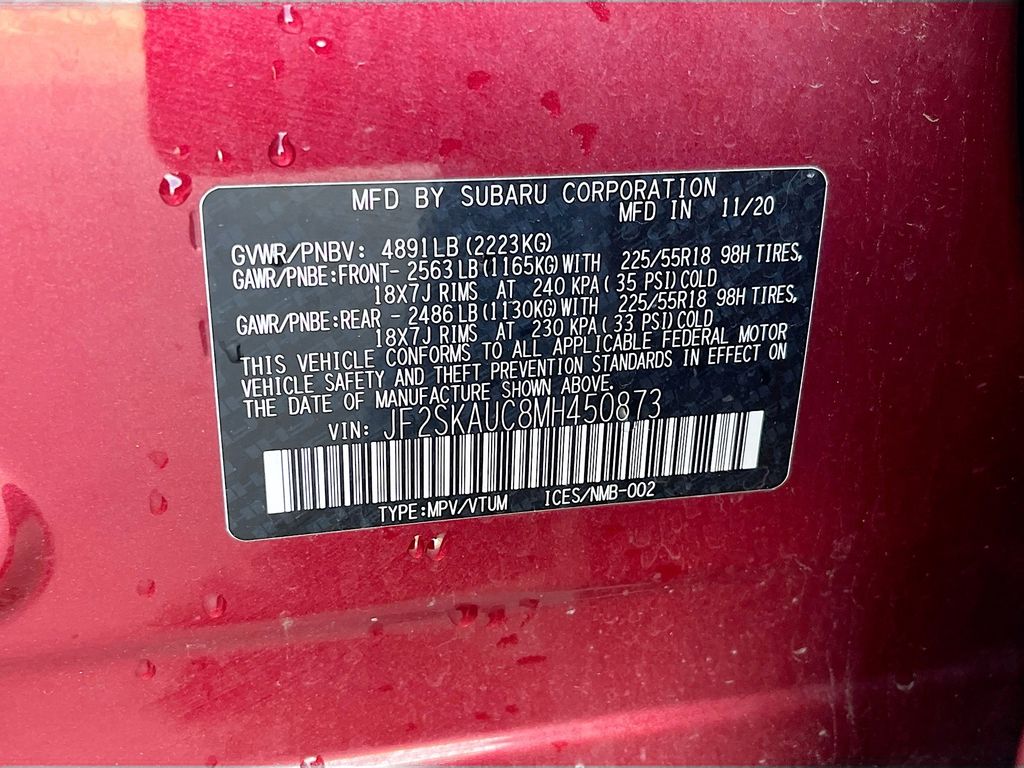 MFD BY SUBARU CORPORATION
MFD IN 11/20
GVWR/PNBV: 4891LB (2223KG)
GAWR/PNBE:FRONT- 2563 LB (1165KG) WITH 225/55R18 98H TIRES,
18X7J RIMS AT 240 KPA ( 35 PSI) COLD
GAWR/PNBE:REAR - 2486 LB (1130KG) WITH 225/55R18 98H TIRES,
18X7J RIMS AT 230 KPA ( 33 PSI) COLD
THIS VEHICLE CONFORMS TO ALL APPLICABLE FEDERAL MOTOR
VEHICLE SAFETY AND THEFT PREVENTION STANDARDS IN EFFECT ON
THE DATE OF MANUFACTURE SHOWN ABOVE.
VIN: JF2SKAUC8MH450873
TYPE:MPV/VTUM ICES/NMB-002